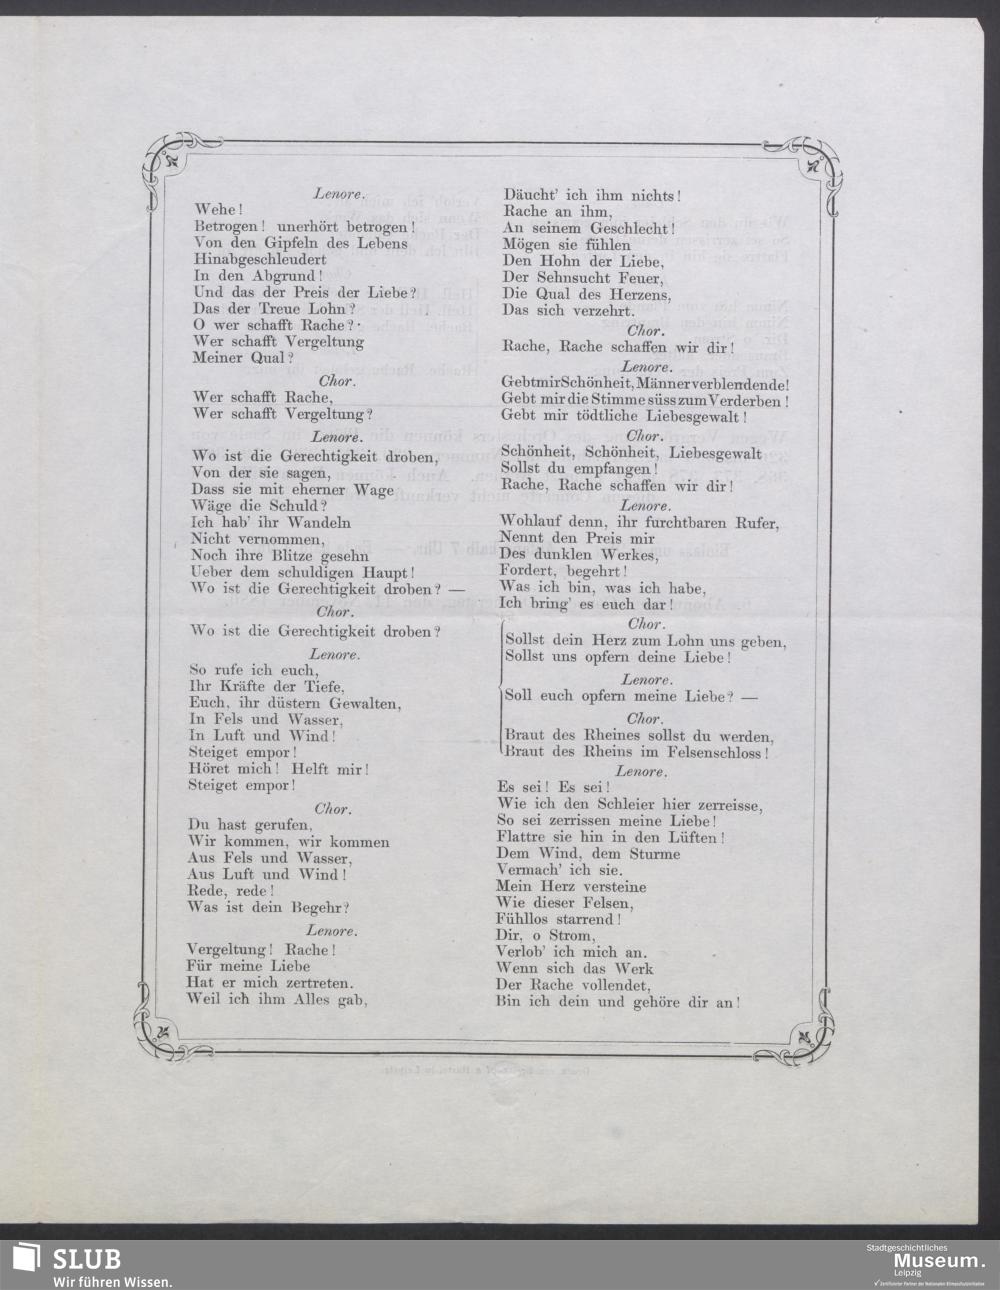 Lenore.
Wehe!
Betrogen! unerhört betrogen!
Von den Gipfeln des Lebens
Hinabgeschleudert
In den Abgrund!
Und das der Preis der Liebe?
Das der Treue Lohn?
O wer schafft Rache?
Wer schafft Vergeltung
Meiner Qual?
Chor.
Wer schafft Rache,
Wer schafft Vergeltung?
Lenore.
Wo ist die Gerechtigkeit droben,
Von der sie sagen,
Dass sie mit eherner Wage
Wäge die Schuld?
Ich hab' ihr Wandeln
Nicht vernommen,
Noch ihre Blitze gesehn
Ueber dem schuldigen Haupt!
Wo ist die Gerechtigkeit droben? —
Chor.
Wo ist die Gerechtigkeit droben?
Lenore.
So rufe ich euch,
Ihr Kräfte der Tiefe,
Euch, ihr düstern Gewalten,
In Fels und Wasser,
In Luft und Wind!
Steiget empor!
Höret mich! Helft mir!
Steiget empor!
Chor.
Du hast gerufen,
Wir kommen, wir kommen
Aus Fels und Wasser,
Aus Luft und Wind!
Rede, rede!
Was ist dein Begehr?
Lenore.
Vergeltung! Rache!
Für meine Liebe
Hat er mich zertreten.
Weil ich ihm Alles gab,
Däucht' ich ihm nichts!
Rache an ihm,
An seinem Geschlecht!
Mögen sie fühlen
Den Hohn der Liebe,
Der Sehnsucht Feuer,
Die Qual des Herzens,
Das sich verzehrt.
Chor.
Rache, Rache schaffen wir dir!
Lenore.
Gebt mir Schönheit, Männer verblendende!
Gebt mir die Stimme süss zum Verderben!
Gebt mir tödtliche Liebesgewalt!
Chor.
Schönheit, Schönheit, Liebesgewalt
Sollst du empfangen!
Rache, Rache schaffen wir dir!
Lenore.
Wohlauf denn, ihr furchtbaren Rufer,
Nennt den Preis mir
Des dunklen Werkes,
Fordert, begehrt!
Was ich bin, was ich habe,
Ich bring' es euch dar!
Chor.
Sollst dein Herz zum Lohn uns geben,
Sollst uns opfern deine Liebe!
Lenore.
Soll euch opfern meine Liebe? —
Chor.
Braut des Rheines sollst du werden,
Braut des Rheins im Felsenschloss!
Lenore.
Es sei! Es sei!
Wie ich den Schleier hier zerreisse,
So sei zerrissen meine Liebe!
Flattre sie hin in den Lüften!
Dem Wind, dem Sturme
Vermach' ich sie.
Mein Herz versteine
Wie dieser Felsen,
Fühllos starrend!
Dir, o Strom,
Verlob' ich mich an.
Wenn sich das Werk
Der Rache vollendet,
Bin ich dein und gehöre dir an!
SLUB
Wir führen Wissen.
Stadtgeschichtliches
Museum.
Leipzig
Zertifizierter Partner der Nationalen Klimaschutzinitiative